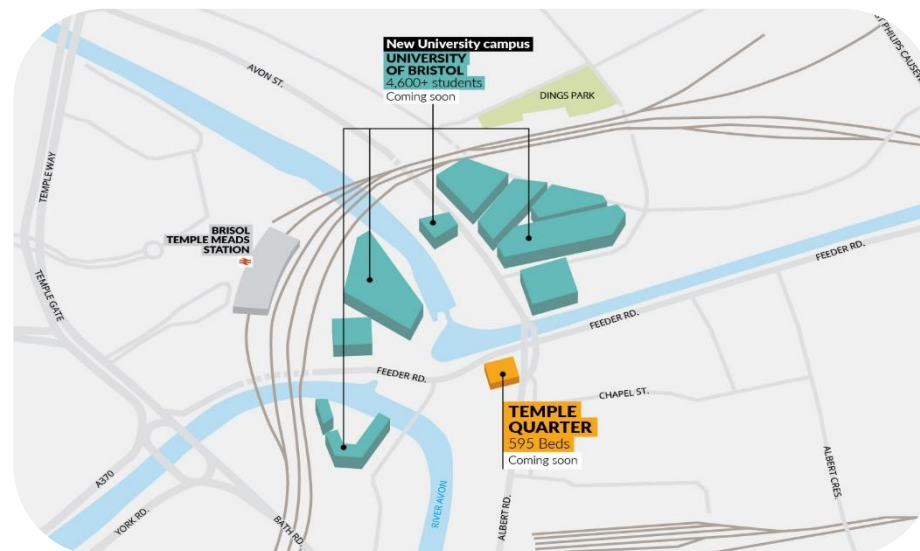 New University campus
UNIVERSITY
OF BRISTOL
4,600+ students
Coming soon
AVON ST.
DINGS PARK
ST PHILIPS CAUSEW
TEMPLE WAY
BRISOL
TEMPLE MEADS
STATION
TEMPLE GATE
FEEDER RD.
FEEDER RD.
FEEDER RD.
CHAPEL ST.
TEMPLE
QUARTER
595 Beds
Coming soon
A370
YORK RD.
BATH RD.
RIVER AVON
ALBERT RD.
ALBERT CRES.